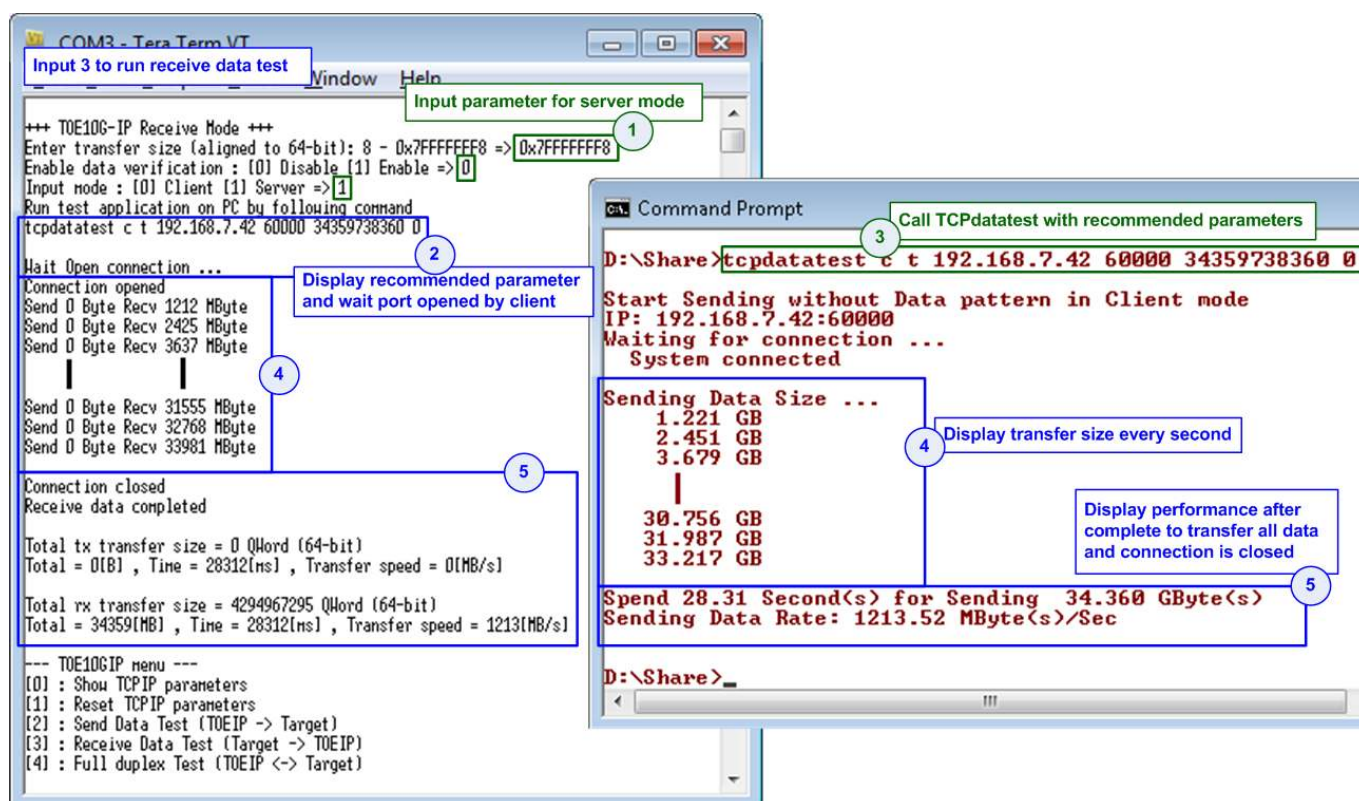 COM3 - Tera Term VT
Input 3 to run receive data test
Window Help
Input parameter for server mode
1
+++ TOE10G-IP Receive Mode +++
Enter transfer size (aligned to 64-bit): 8 - 0x7FFFFFFF8 => 0x7FFFFFFF8
Enable data verification : [0] Disable [1] Enable => 0
Input mode : [0] Client [1] Server => 1
Run test application on PC by following command
tcpdatatest c t 192.168.7.42 60000 34359738360 0
2
Wait Open connection ...
Display recommended parameter
and wait port opened by client
Connection opened
Send 0 Byte Recv 1212 MByte
Send 0 Byte Recv 2425 MByte
Send 0 Byte Recv 3637 MByte
4
Send 0 Byte Recv 31555 MByte
Send 0 Byte Recv 32768 MByte
Send 0 Byte Recv 33981 MByte
5
Connection closed
Receive data completed
Total tx transfer size = 0 QWord (64-bit)
Total = 0[B] , Time = 28312[ms] , Transfer speed = 0[MB/s]
Total rx transfer size = 4294967295 QWord (64-bit)
Total = 34359[MB] , Time = 28312[ms] , Transfer speed = 1213[MB/s]
--- TOE10GIP menu ---
[0] : Show TCPIP parameters
[1] : Reset TCPIP parameters
[2] : Send Data Test (TOEIP -> Target)
[3] : Receive Data Test (Target -> TOEIP)
[4] : Full duplex Test (TOEIP <-> Target)
C:\. Command Prompt
Call TCPdatatest with recommended parameters
3
D:\Share>tcpdatatest c t 192.168.7.42 60000 34359738360 0
Start Sending without Data pattern in Client mode
IP: 192.168.7.42:60000
Waiting for connection ...
System connected
Sending Data Size ...
1.221 GB
2.451 GB
3.679 GB
4
Display transfer size every second
30.756 GB
31.987 GB
33.217 GB
Display performance after
complete to transfer all data
and connection is closed
5
Spend 28.31 Second(s) for Sending 34.360 GByte(s)
Sending Data Rate: 1213.52 MByte(s)/Sec
D:\Share>_